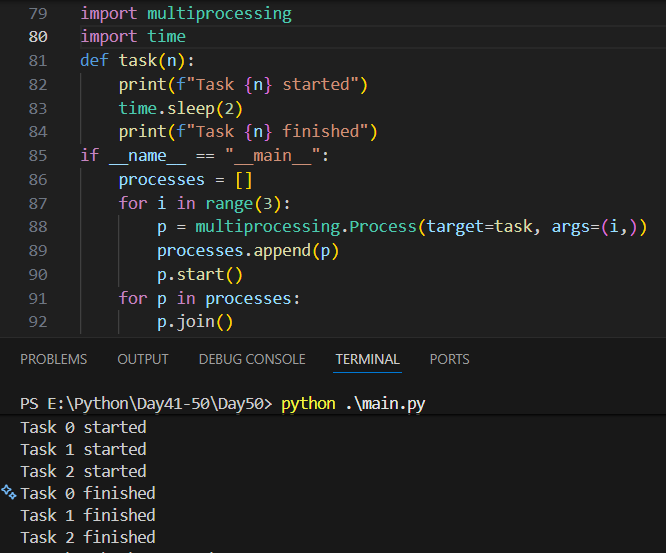 79 import multiprocessing
80 import time
81 def task(n):
82     print(f"Task {n} started")
83     time.sleep(2)
84     print(f"Task {n} finished")
85 if __name__ == "__main__":
86     processes = []
87     for i in range(3):
88         p = multiprocessing.Process(target=task, args=(i,))
89         processes.append(p)
90         p.start()
91     for p in processes:
92         p.join()
PROBLEMS OUTPUT DEBUG CONSOLE TERMINAL PORTS
PS E:\Python\Day41-50\Day50> python .\main.py
Task 0 started
Task 1 started
Task 2 started
Task 0 finished
Task 1 finished
Task 2 finished